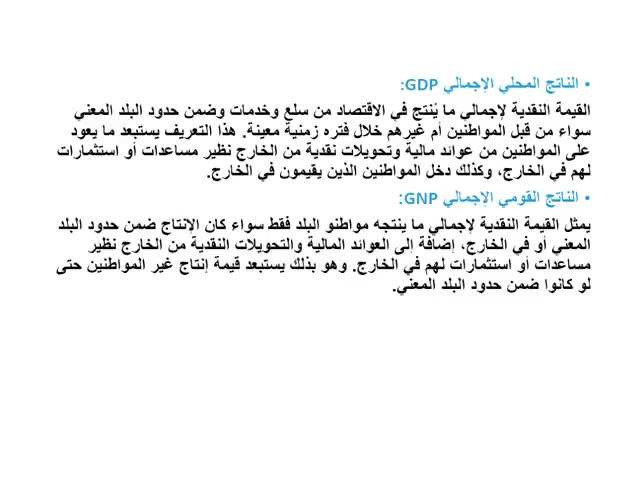 • الناتج المحلي الإجمالي GDP:
القيمة النقدية لإجمالي ما يُنتج في الاقتصاد من سلع وخدمات وضمن حدود البلد المعني
سواء من قبل المواطنين أم غيرهم خلال فتره زمنية معينة. هذا التعريف يستبعد ما يعود
على المواطنين من عوائد مالية وتحويلات نقدية من الخارج نظير مساعدات أو استثمارات
لهم في الخارج، وكذلك دخل المواطنين الذين يقيمون في الخارج.
• الناتج القومي الإجمالي GNP:
يمثل القيمة النقدية لإجمالي ما ينتجه مواطنو البلد فقط سواء كان الإنتاج ضمن حدود البلد
المعني أو في الخارج، إضافة إلى العوائد المالية والتحويلات النقدية من الخارج نظير
مساعدات أو استثمارات لهم في الخارج. وهو بذلك يستبعد قيمة إنتاج غير المواطنين حتى
لو كانوا ضمن حدود البلد المعني.